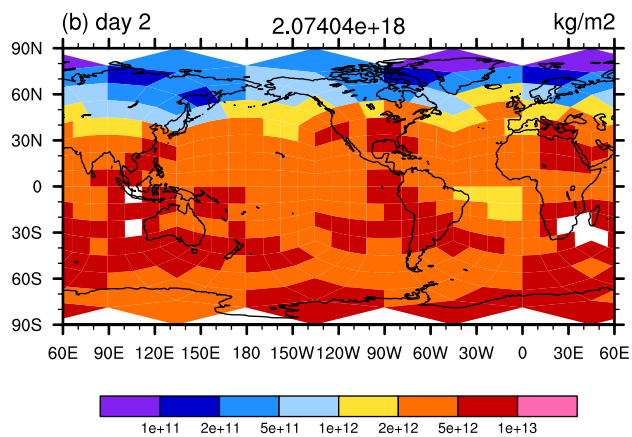 (b) day 2 2.07404e+18 kg/m2
90N
60N
30N
0
30S
60S
90S
60E 90E 120E 150E 180 150W 120W 90W 60W 30W 0 30E 60E
1e+11 2e+11 5e+11 1e+12 2e+12 5e+12 1e+13